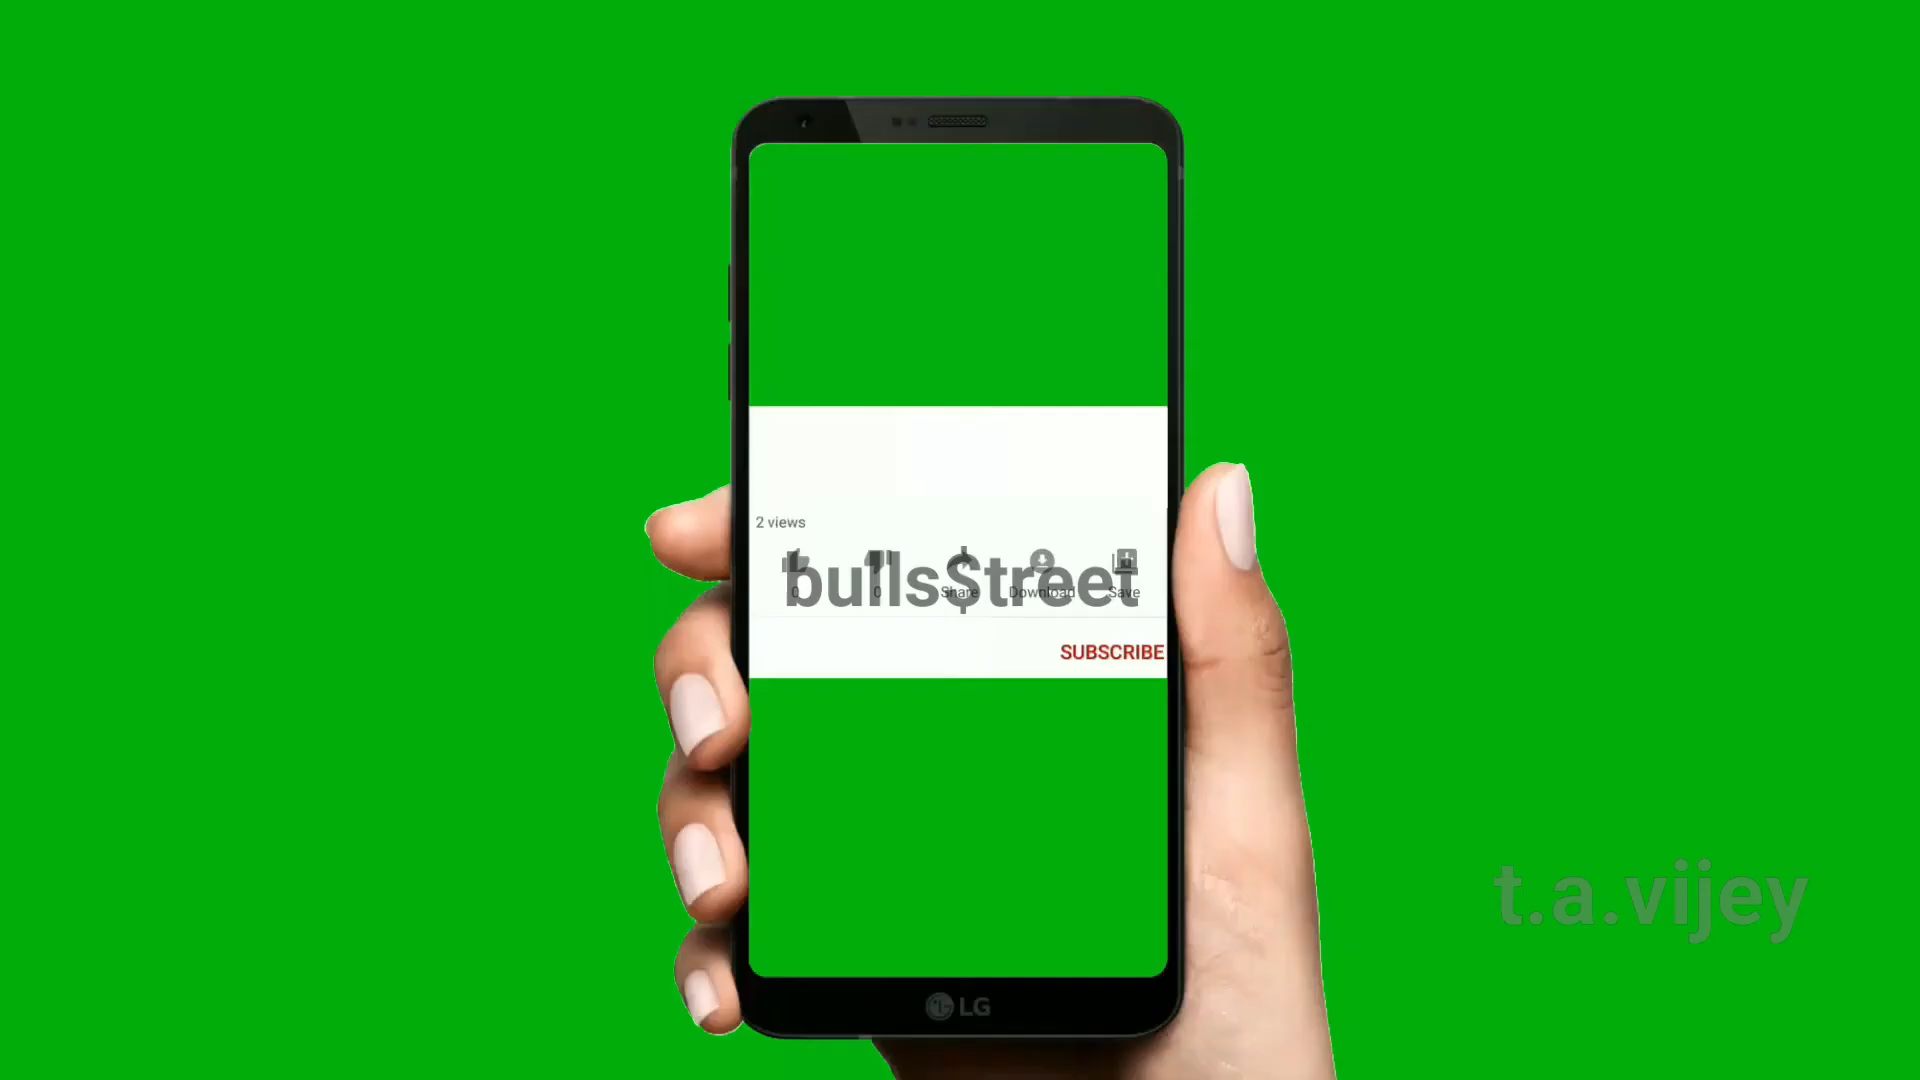 2 views
bulls$treet
0 0 Share Download Save
SUBSCRIBE
t.a.vijey
LG